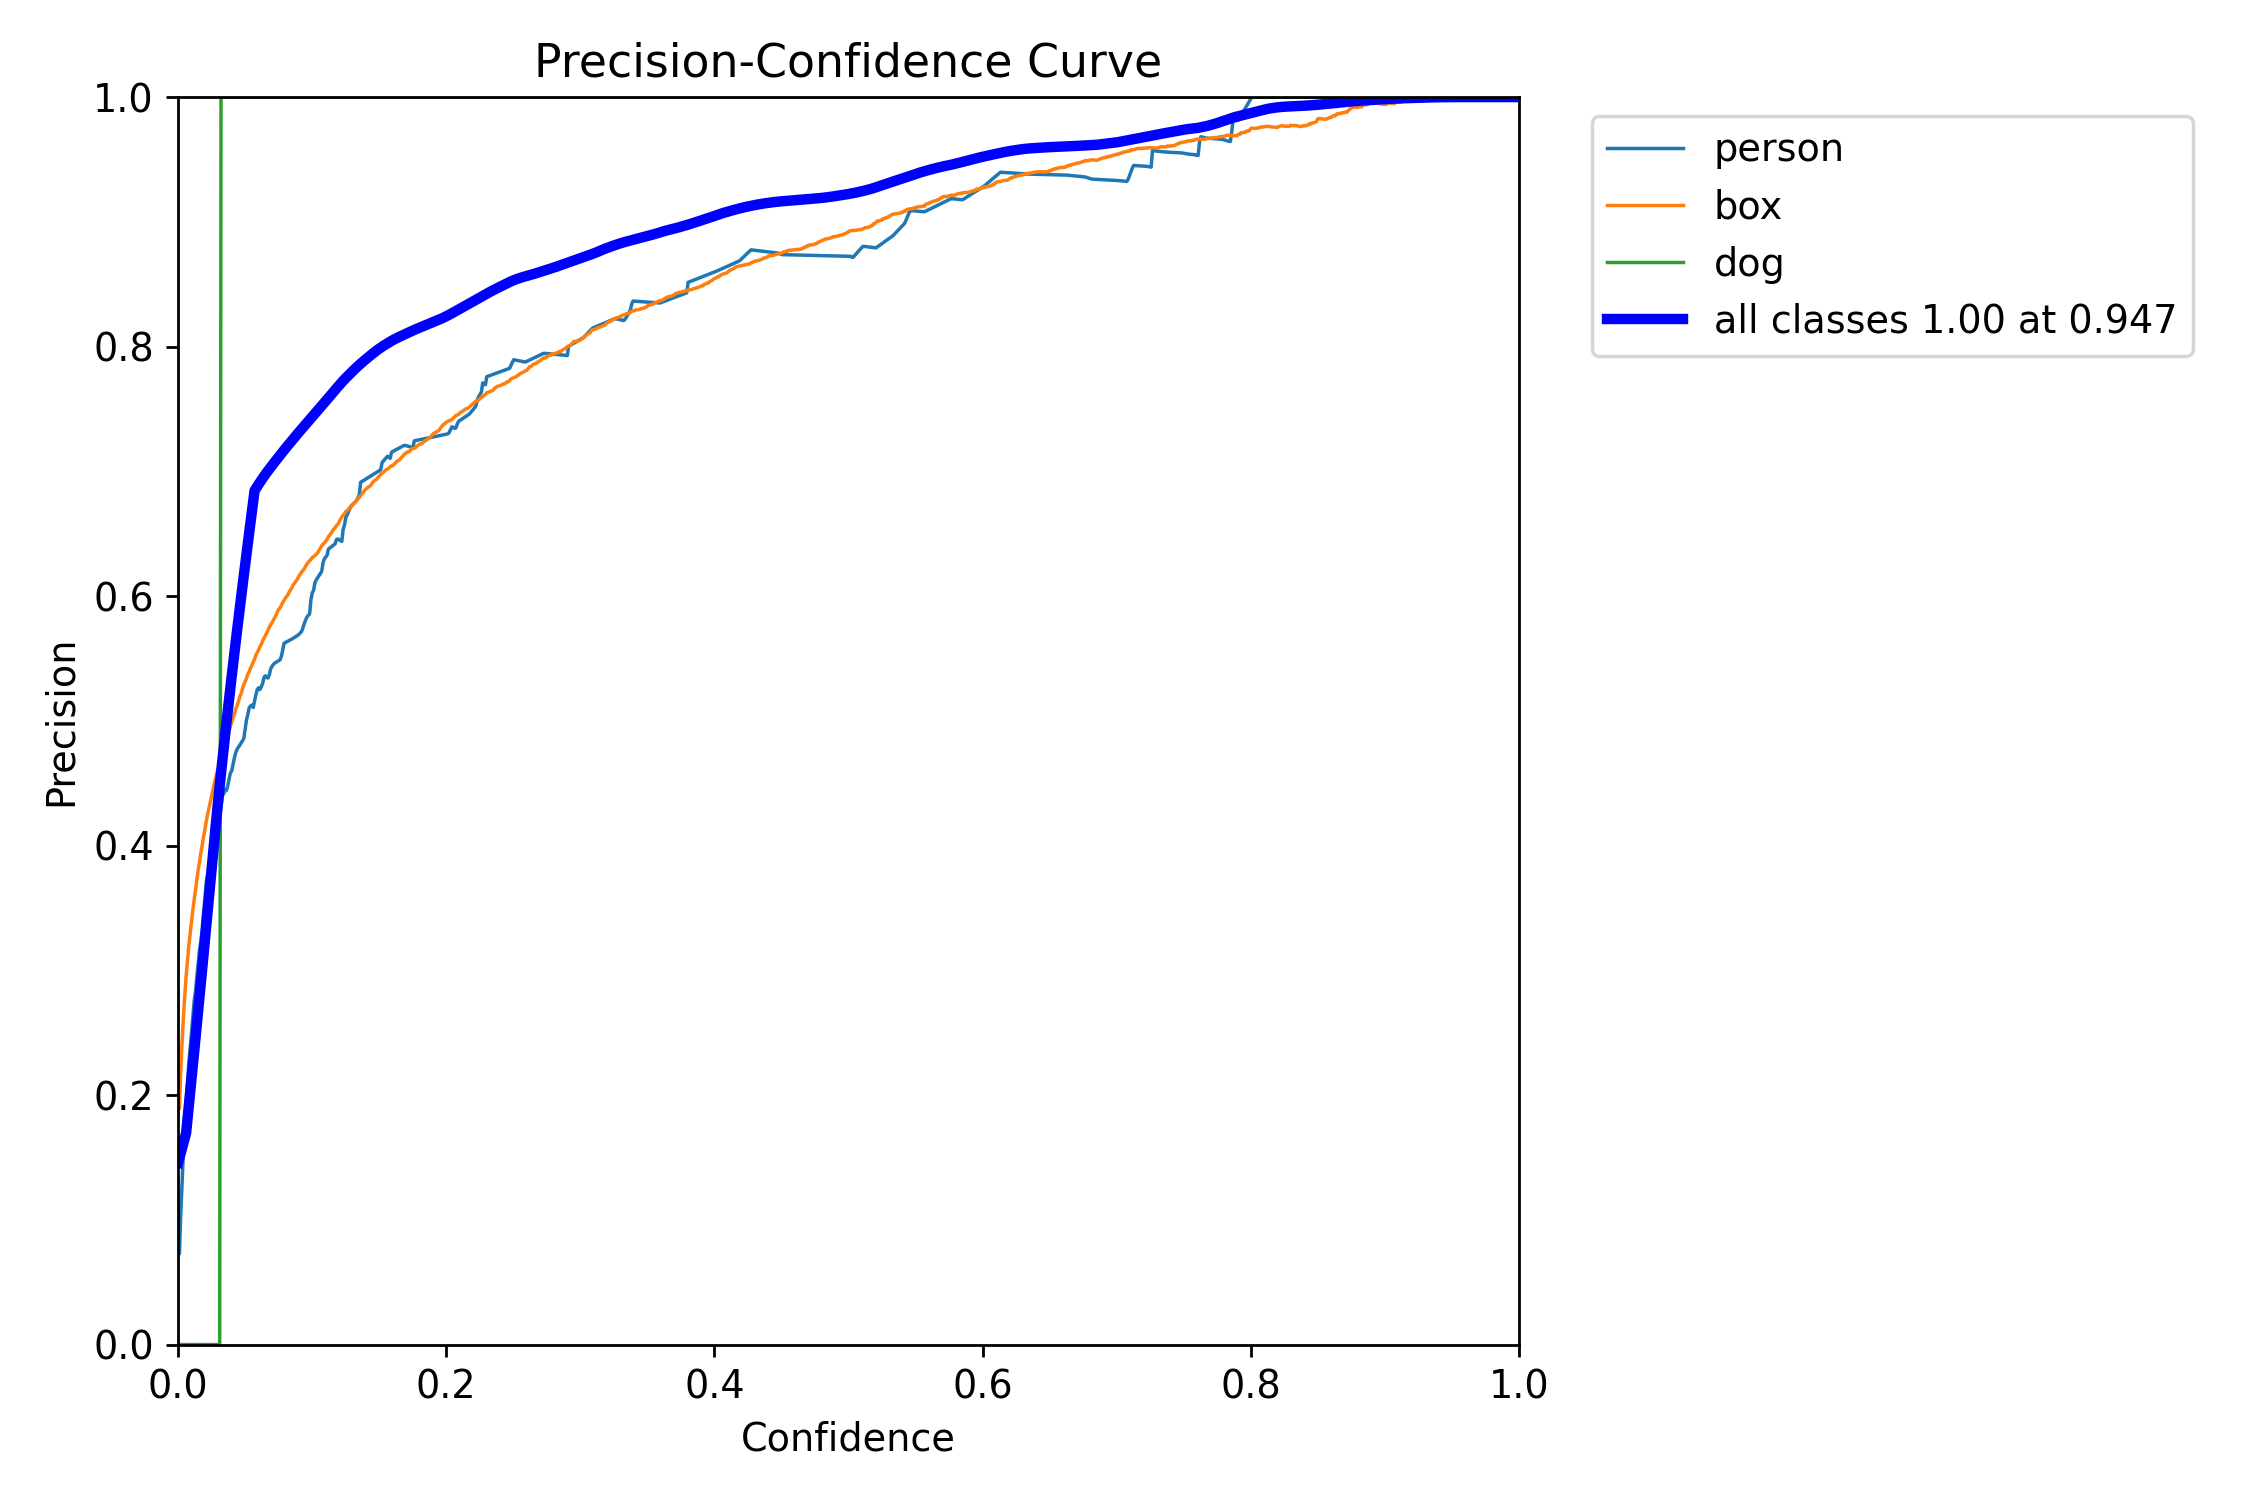 Precision-Confidence Curve
1.0
0.8
0.6
0.4
0.2
0.0
Precision
0.0 0.2 0.4 0.6 0.8 1.0
Confidence
person
box
dog
all classes 1.00 at 0.947